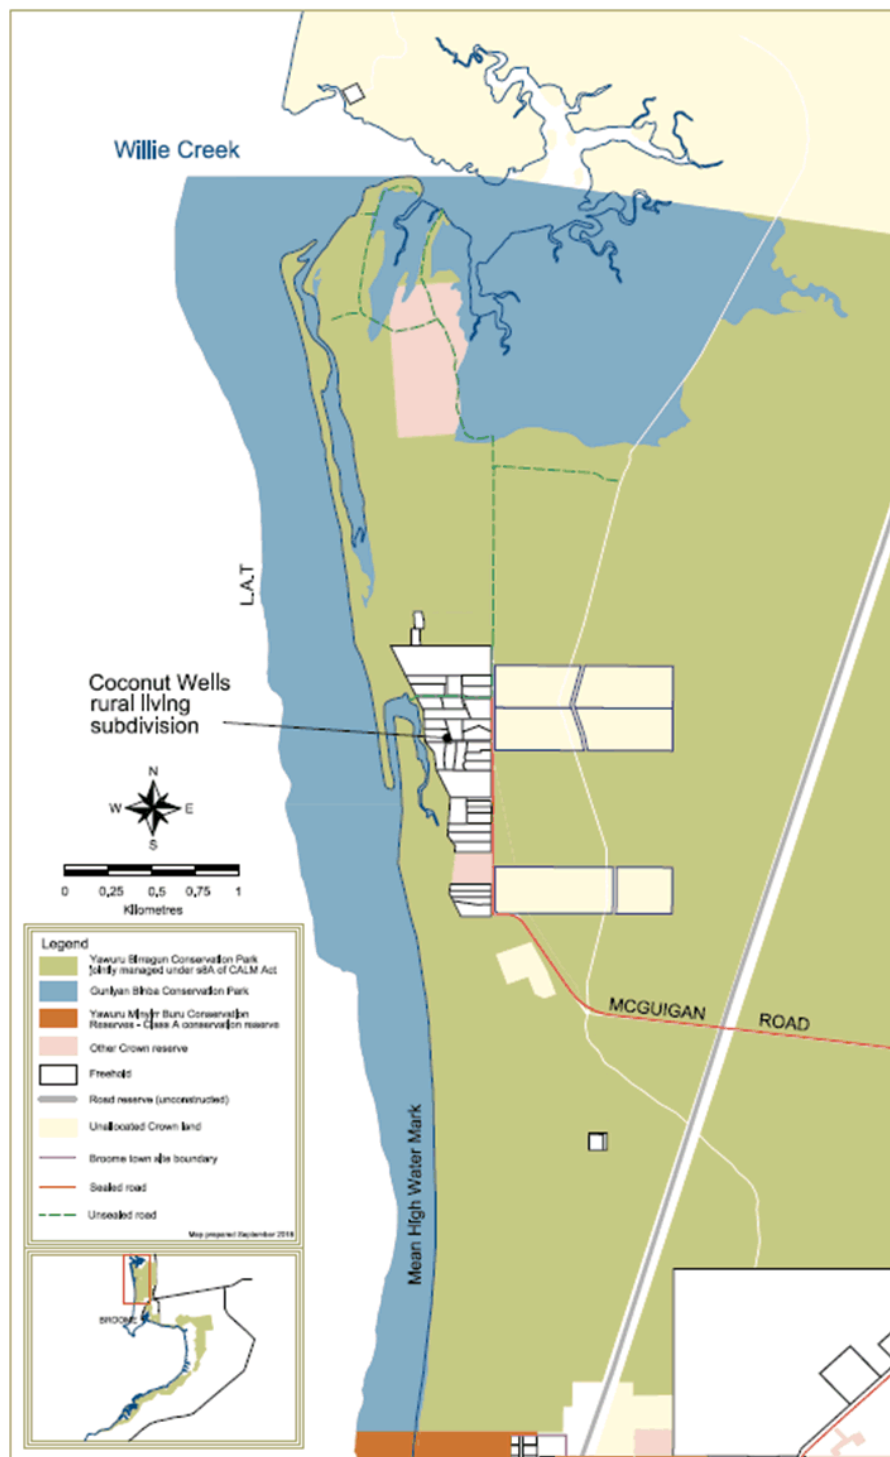 Willie Creek
L.A.T
Coconut Wells
rural living
subdivision
N
W
E
S
0
0,25
0,5
0,75
1
Kilometres
MCGUIGAN
ROAD
Mean High Water Mark
Legend
Yawuru Birragun Conservation Park
jointly managed under s8A of CALM Act
Guniyan Binba Conservation Park
Yawuru Minyirr Buru Conservation
Reserves - Class A conservation reserve
Other Crown reserve
Freehold
Road reserve (unconstructed)
Unallocated Crown land
Broome town site boundary
Sealed road
Unsealed road
Map prepared September 2016
BROOME